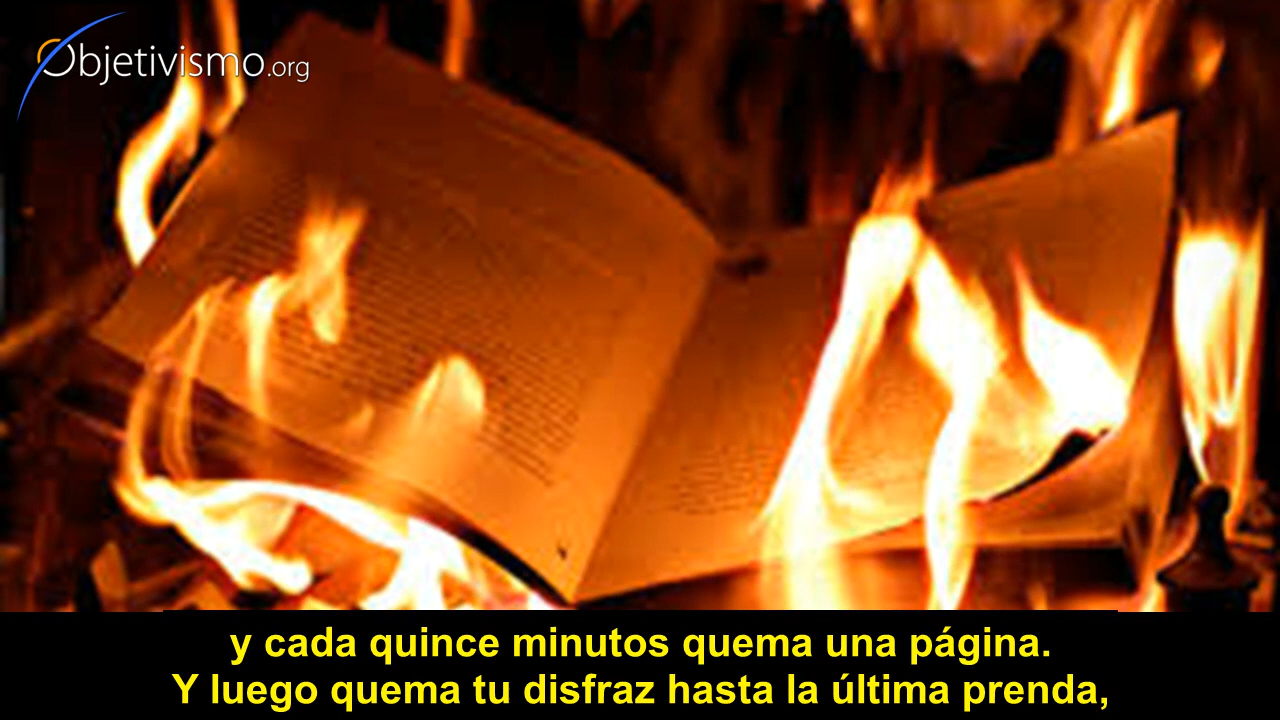 Objetivismo.org
y cada quince minutos quema una página.
Y luego quema tu disfraz hasta la última prenda,